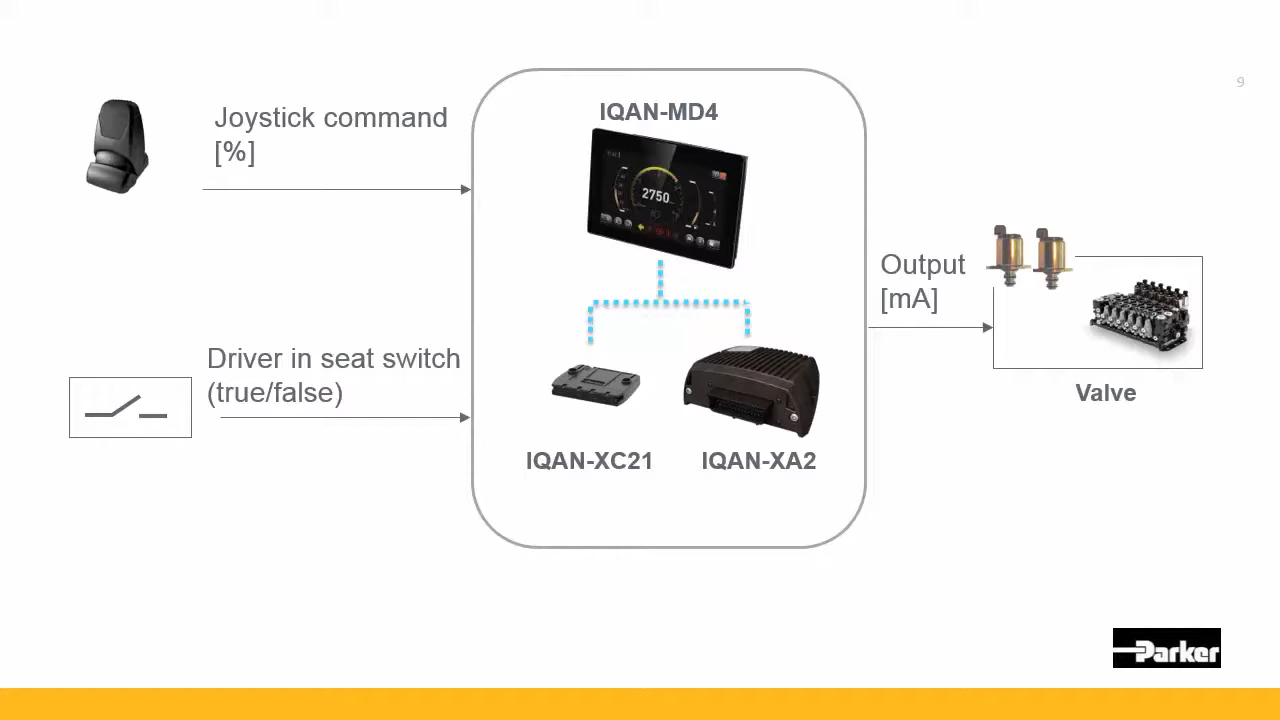 9
Joystick command
[%]
IQAN-MD4
2750
Output
[mA]
Driver in seat switch
(true/false)
Valve
IQAN-XC21
IQAN-XA2
Parker